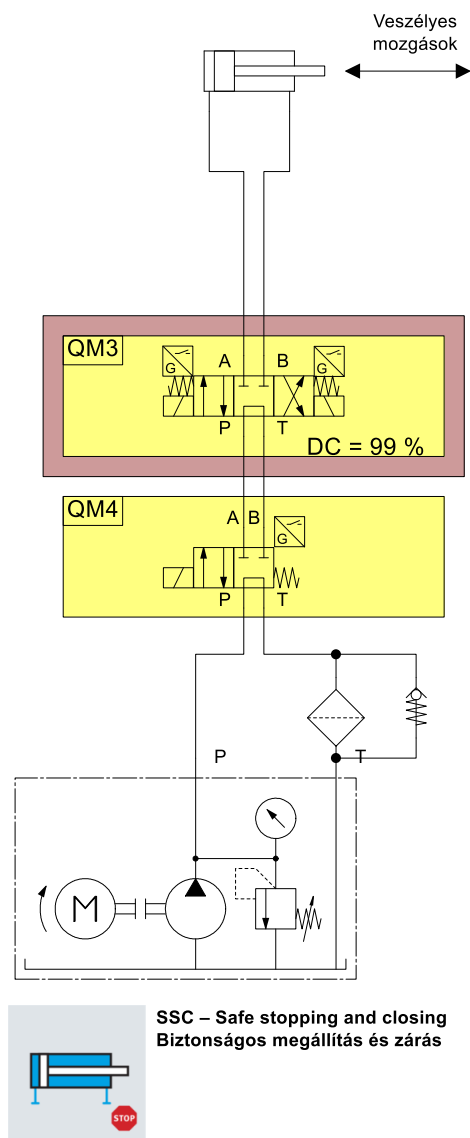 Veszélyes
mozgások
QM3
A
B
G
G
P
T
DC = 99 %
QM4
A B
G
P
T
P
T
M
SSC – Safe stopping and closing
Biztonságos megállítás és zárás
STOP